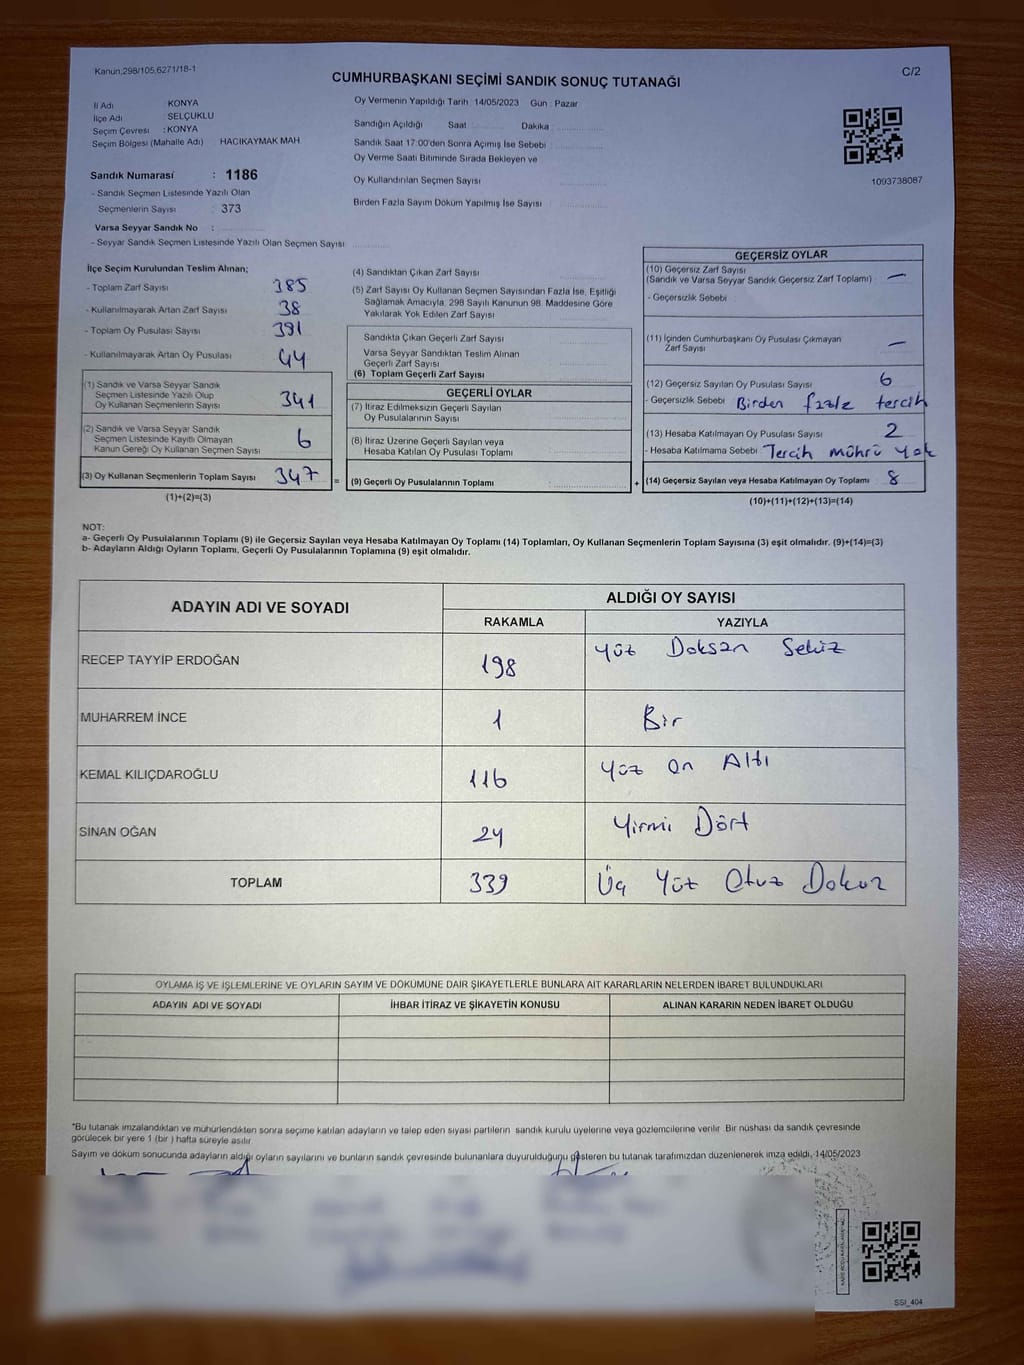 Kanun;298/105,6271/18-1
C/2
CUMHURBAŞKANI SEÇİMİ SANDIK SONUÇ TUTANAĞI
İl Adı KONYA
İlçe Adı : SELÇUKLU
Seçim Çevresi : KONYA
Seçim Bölgesi (Mahalle Adı) HACIKAYMAK MAH
Sandık Numarası : 1186
- Sandık Seçmen Listesinde Yazılı Olan
Seçmenlerin Sayısı : 373
Varsa Seyyar Sandık No :
- Seyyar Sandık Seçmen Listesinde Yazılı Olan Seçmen Sayısı
Oy Vermenin Yapıldığı Tarih : 14/05/2023 Gün : Pazar
Sandığın Açıldığı Saat Dakika
Sandık Saat 17:00'den Sonra Açımış İse Sebebi
Oy Verme Saati Bitiminde Sırada Bekleyen ve
Oy Kullandırılan Seçmen Sayısı
Birden Fazla Sayım Döküm Yapılmış İse Sayısı
1093738087
İlçe Seçim Kurulundan Teslim Alınan;
- Toplam Zarf Sayısı 385
- Kullanılmayarak Artan Zarf Sayısı 38
- Toplam Oy Pusulası Sayısı 391
- Kullanılmayarak Artan Oy Pusulası 44
(1) Sandık ve Varsa Seyyar Sandık
Seçmen Listesinde Yazılı Olup
Oy Kullanan Seçmenlerin Sayısı 341
(2) Sandık ve Varsa Seyyar Sandık
Seçmen Listesinde Kayıtlı Olmayan
Kanun Gereği Oy Kullanan Seçmen Sayısı 6
(3) Oy Kullanan Seçmenlerin Toplam Sayısı 347 =
(1)+(2)=(3)
(4) Sandıktan Çıkan Zarf Sayısı
(5) Zarf Sayısı Oy Kullanan Seçmen Sayısından Fazla İse, Eşitliği
Sağlamak Amacıyla, 298 Sayılı Kanunun 98. Maddesine Göre
Yakılarak Yok Edilen Zarf Sayısı
Sandıkta Çıkan Geçerli Zarf Sayısı
Varsa Seyyar Sandıktan Teslim Alınan
Geçerli Zarf Sayısı
(6) Toplam Geçerli Zarf Sayısı
GEÇERLİ OYLAR
(7) İtiraz Edilmeksizin Geçerli Sayılan
Oy Pusulalarının Sayısı
(8) İtiraz Üzerine Geçerli Sayılan veya
Hesaba Katılan Oy Pusulası Toplamı
(9) Geçerli Oy Pusulalarının Toplamı +
GEÇERSİZ OYLAR
(10) Geçersiz Zarf Sayısı
(Sandık ve Varsa Seyyar Sandık Geçersiz Zarf Toplamı) —
- Geçersizlik Sebebi
(11) İçinden Cumhurbaşkanı Oy Pusulası Çıkmayan
Zarf Sayısı —
(12) Geçersiz Sayılan Oy Pusulası Sayısı 6
- Geçersizlik Sebebi Birden fazla tercih
(13) Hesaba Katılmayan Oy Pusulası Sayısı 2
- Hesaba Katılmama Sebebi Tercih mührü yok
(14) Geçersiz Sayılan veya Hesaba Katılmayan Oy Toplamı 8
(10)+(11)+(12)+(13)=(14)
NOT:
a- Geçerli Oy Pusulalarının Toplamı (9) ile Geçersiz Sayılan veya Hesaba Katılmayan Oy Toplamı (14) Toplamları, Oy Kullanan Seçmenlerin Toplam Sayısına (3) eşit olmalıdır. (9)+(14)=(3)
b- Adayların Aldığı Oyların Toplamı, Geçerli Oy Pusulalarının Toplamına (9) eşit olmalıdır.
ADAYIN ADI VE SOYADI ALDIĞI OY SAYISI
RAKAMLA YAZIYLA
RECEP TAYYİP ERDOĞAN 198 Yüz Doksan Sekiz
MUHARREM İNCE 1 Bir
KEMAL KILIÇDAROĞLU 116 Yüz On Altı
SİNAN OĞAN 24 Yirmi Dört
TOPLAM 339 Üç Yüz Otuz Dokuz
OYLAMA İŞ VE İŞLEMLERİNE VE OYLARIN SAYIM VE DÖKÜMÜNE DAİR ŞİKAYETLERLE BUNLARA AİT KARARLARIN NELERDEN İBARET BULUNDUKLARI
ADAYIN ADI VE SOYADI İHBAR İTİRAZ VE ŞİKAYETİN KONUSU ALINAN KARARIN NEDEN İBARET OLDUĞU
*Bu tutanak imzalandıktan ve mühürlendikten sonra seçime katılan adayların ve talep eden siyasi partilerin sandık kurulu üyelerine veya gözlemcilerine verilir. Bir nüshası da sandık çevresinde
görülecek bir yere 1 (bir ) hafta süreyle asılır.
Sayım ve döküm sonucunda adayların aldığı oyların sayılarını ve bunların sandık çevresinde bulunanlara duyurulduğunu gösteren bu tutanak tarafımızdan düzenlenerek imza edildi. 14/05/2023
SSI_404